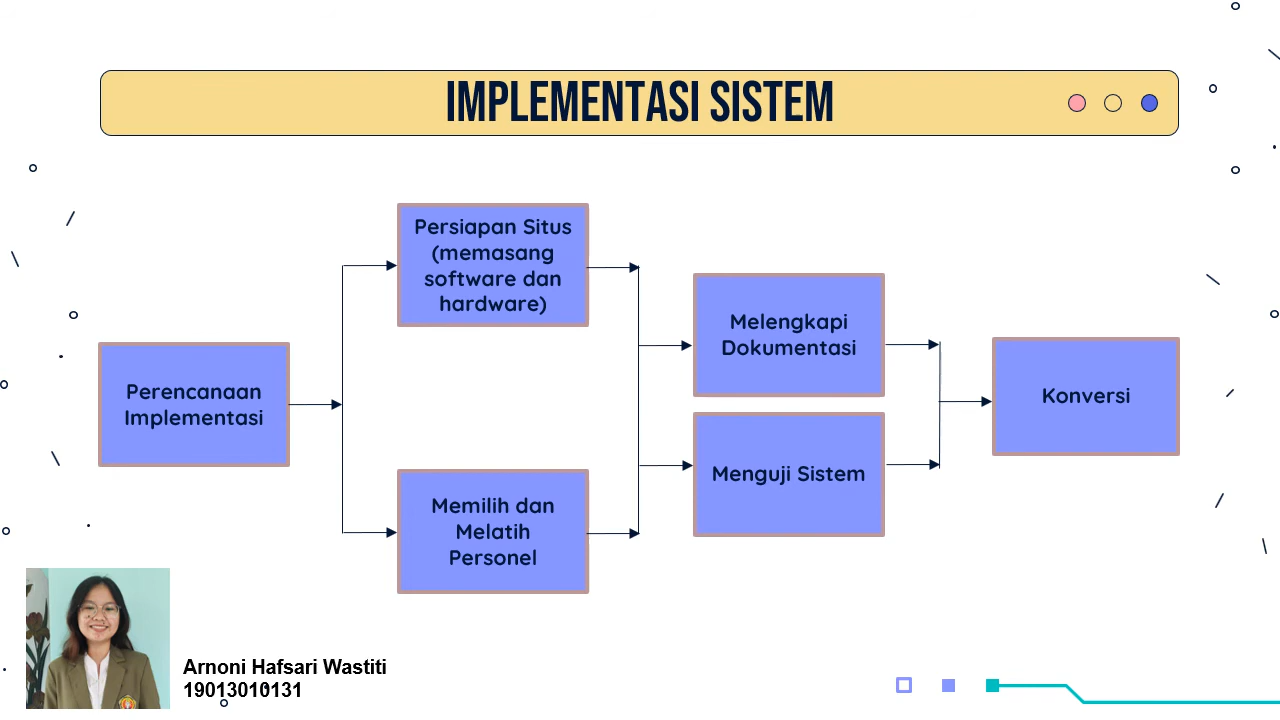 IMPLEMENTASI SISTEM
Persiapan Situs
(memasang
software dan
hardware)
Melengkapi
Dokumentasi
Perencanaan
Implementasi
Konversi
Menguji Sistem
Memilih dan
Melatih
Personel
Arnoni Hafsari Wastiti
19013010131